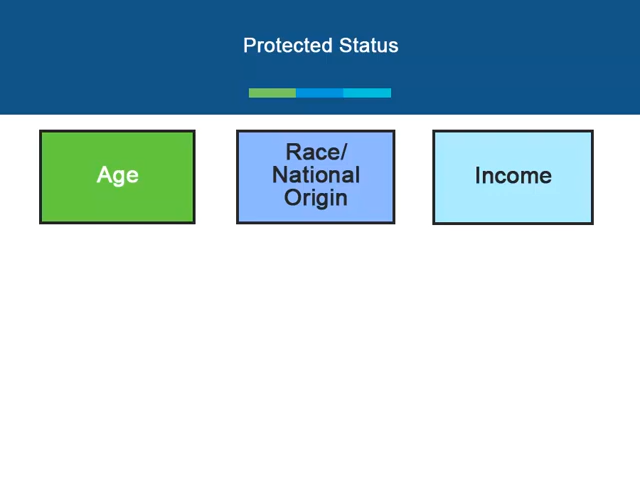 Protected Status
Age
Race/
National
Origin
Income